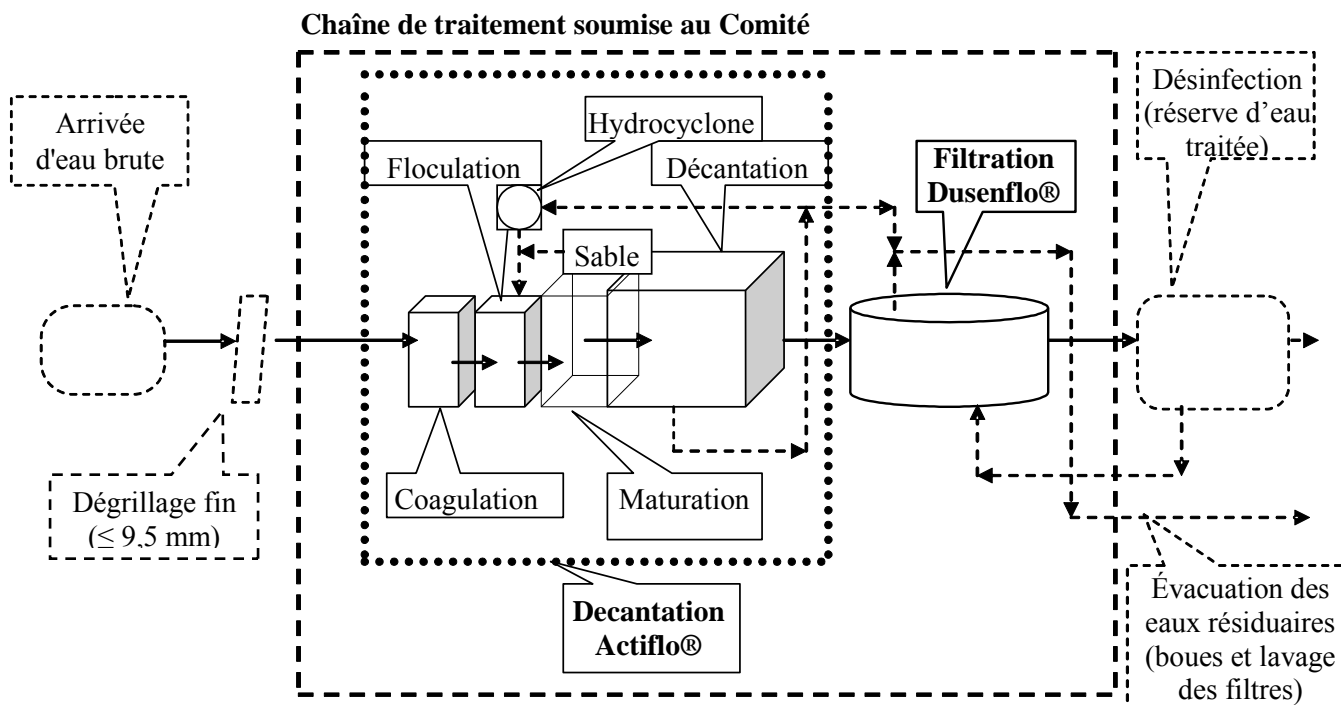 Chaîne de traitement soumise au Comité
Arrivée
d'eau brute
Hydrocyclone
Floculation
Décantation
Filtration
Dusenflo®
Désinfection
(réserve d'eau
traitée)
Sable
Dégrillage fin
(≤ 9,5 mm)
Coagulation
Maturation
Decantation
Actiflo®
Évacuation des
eaux résiduaires
(boues et lavage
des filtres)